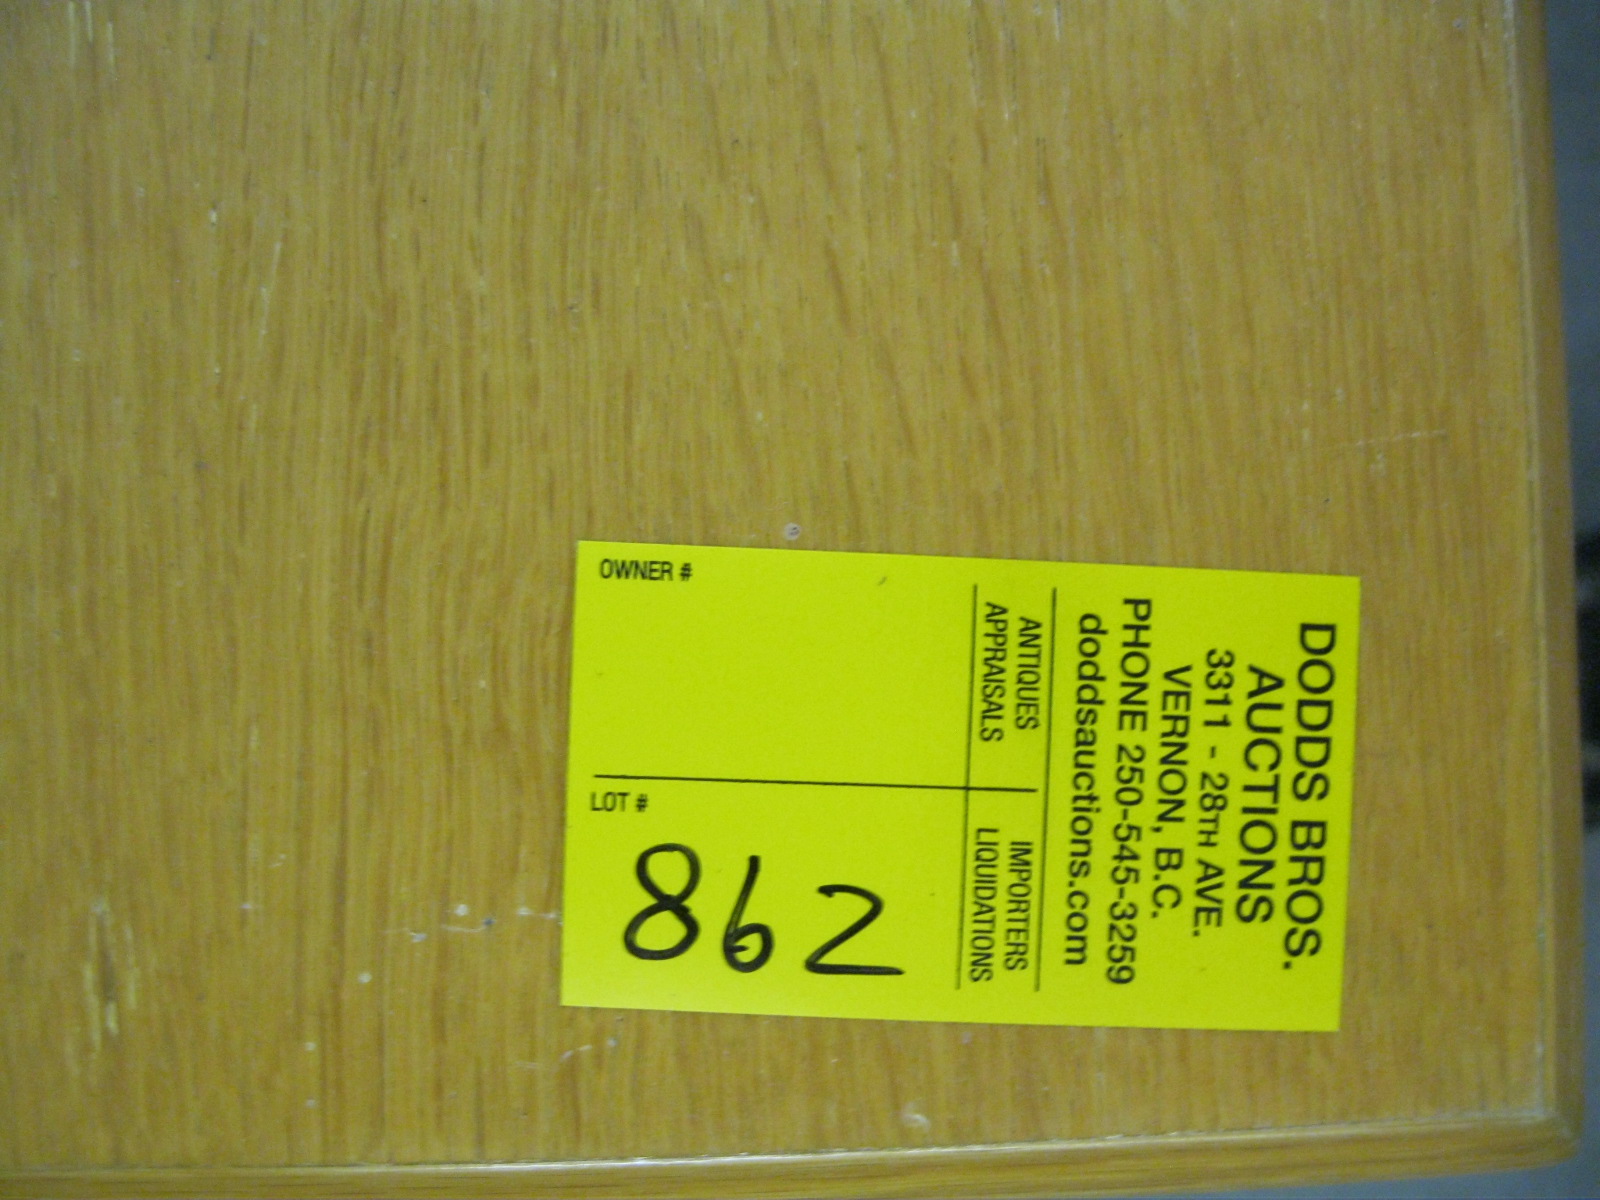 DODDS BROS.
AUCTIONS
3311 - 28TH AVE.
VERNON, B.C.
PHONE 250-545-3259
doddsauctions.com
ANTIQUES
APPRAISALS
IMPORTERS
LIQUIDATIONS
OWNER #
LOT #
862